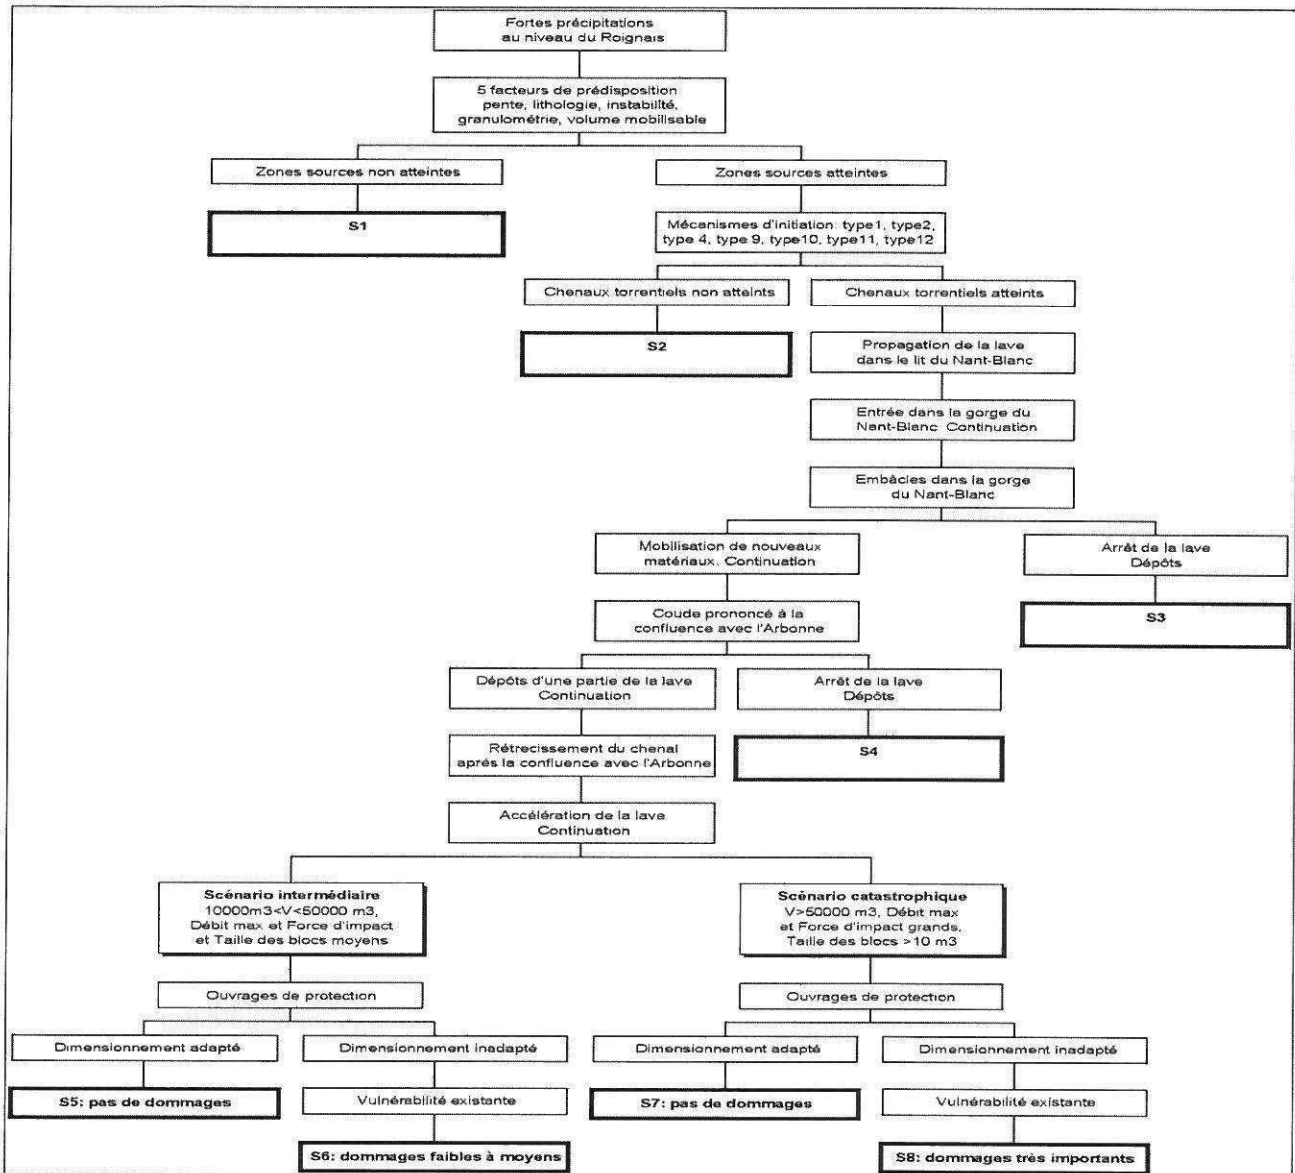 Fortes précipitations
au niveau du Roignais
5 facteurs de prédisposition
pente, lithologie, instabilité,
granulométrie, volume mobilisable
Zones sources non atteintes
Zones sources atteintes
S1
Mécanismes d'initiation: type1, type2,
type 4, type 9, type10, type11, type12
Chenaux torrentiels non atteints
Chenaux torrentiels atteints
S2
Propagation de la lave
dans le lit du Nant-Blanc
Entrée dans la gorge du
Nant-Blanc Continuation
Embâcles dans la gorge
du Nant-Blanc
Mobilisation de nouveaux
matériaux. Continuation
Arrêt de la lave
Dépôts
Coude prononcé à la
confluence avec l'Arbonne
S3
Dépôts d'une partie de la lave
Continuation
Arrêt de la lave
Dépôts
Rétrecissement du chenal
après la confluence avec l'Arbonne
S4
Accélération de la lave
Continuation
Scénario intermédiaire
10000m3<V<50000 m3,
Débit max et Force d'impact
et Taille des blocs moyens
Scénario catastrophique
V>50000 m3, Débit max
et Force d'impact grands,
Taille des blocs >10 m3
Ouvrages de protection
Ouvrages de protection
Dimensionnement adapté
Dimensionnement inadapté
Dimensionnement adapté
Dimensionnement inadapté
S5: pas de dommages
Vulnérabilité existante
S7: pas de dommages
Vulnérabilité existante
S6: dommages faibles à moyens
S8: dommages très importants